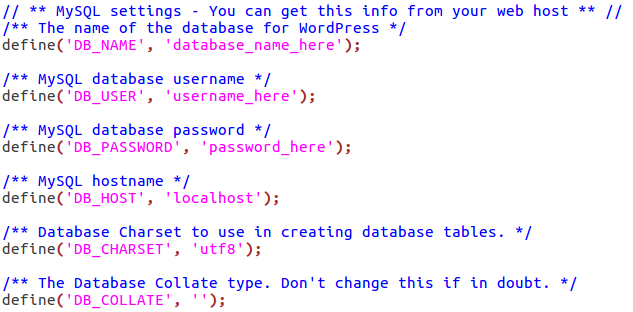 // ** MySQL settings - You can get this info from your web host ** //
/** The name of the database for WordPress */
define('DB_NAME', 'database_name_here');
/** MySQL database username */
define('DB_USER', 'username_here');
/** MySQL database password */
define('DB_PASSWORD', 'password_here');
/** MySQL hostname */
define('DB_HOST', 'localhost');
/** Database Charset to use in creating database tables. */
define('DB_CHARSET', 'utf8');
/** The Database Collate type. Don't change this if in doubt. */
define('DB_COLLATE', '');